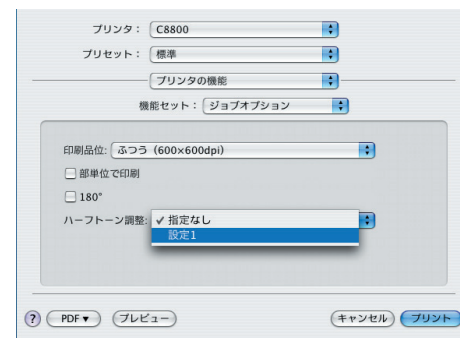 プリンタ： C8800
プリセット： 標準
プリンタの機能
機能セット： ジョブオプション
印刷品位: ふつう（600×600dpi）
部単位で印刷
180°
ハーフトーン調整: ✓ 指定なし
設定1
? PDF▼ プレビュー キャンセル プリント